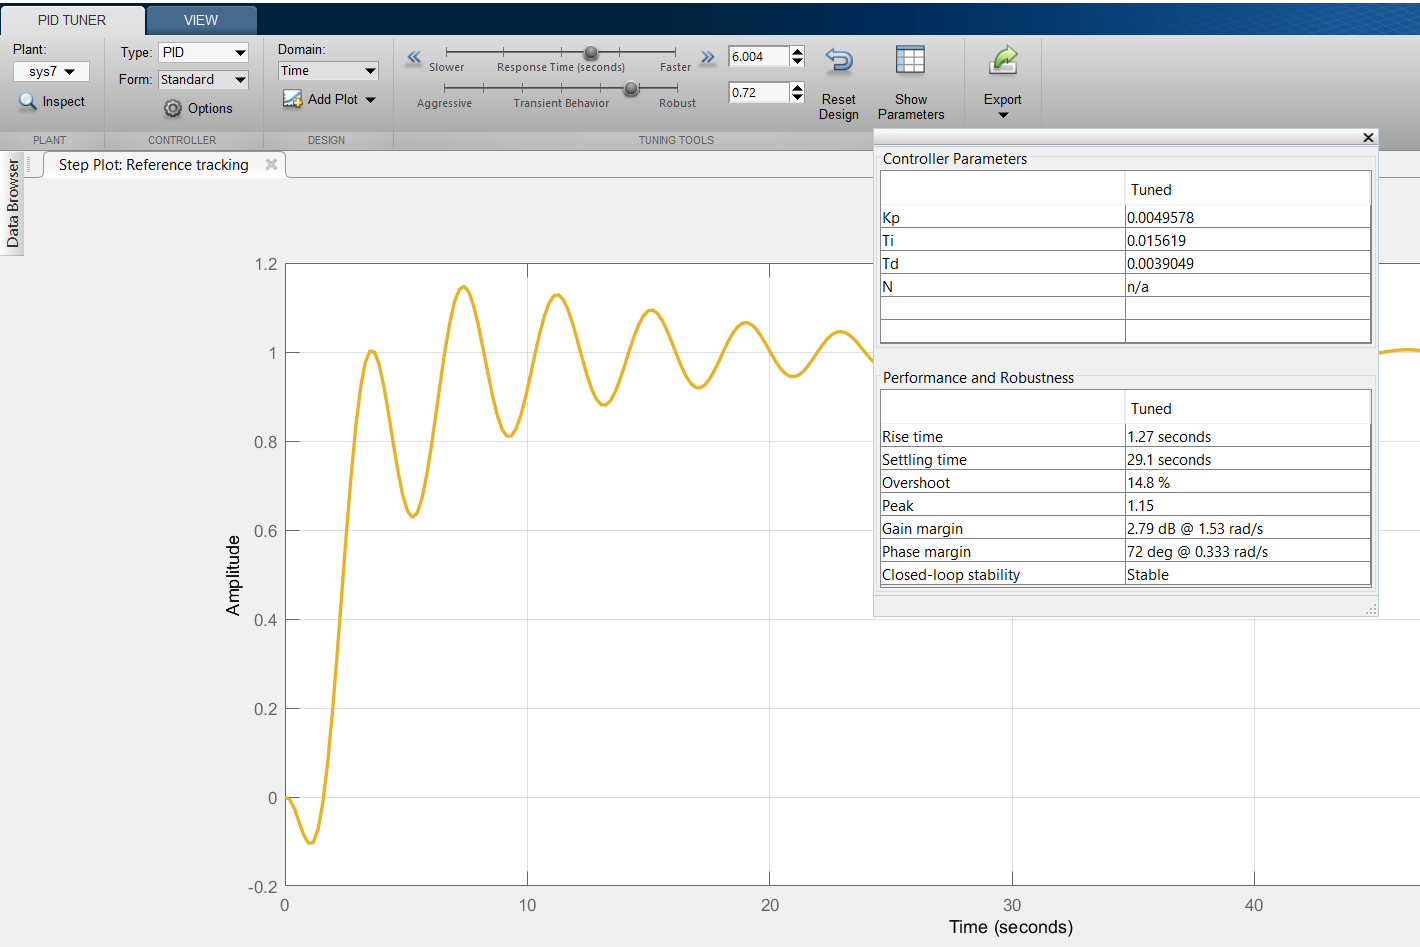 PID TUNER
VIEW
Plant:
sys7
Inspect
PLANT
Type: PID
Form: Standard
Options
CONTROLLER
Domain:
Time
Add Plot
DESIGN
Slower
Response Time (seconds)
Faster
6.004
Aggressive
Transient Behavior
Robust
0.72
Reset
Design
Show
Parameters
TUNING TOOLS
Export
Data Browser
Step Plot: Reference tracking
Controller Parameters
Tuned
Kp 0.0049578
Ti 0.015619
Td 0.0039049
N n/a
Performance and Robustness
Tuned
Rise time 1.27 seconds
Settling time 29.1 seconds
Overshoot 14.8 %
Peak 1.15
Gain margin 2.79 dB @ 1.53 rad/s
Phase margin 72 deg @ 0.333 rad/s
Closed-loop stability Stable
Amplitude
1.2
1
0.8
0.6
0.4
0.2
0
-0.2
0 10 20 30 40
Time (seconds)